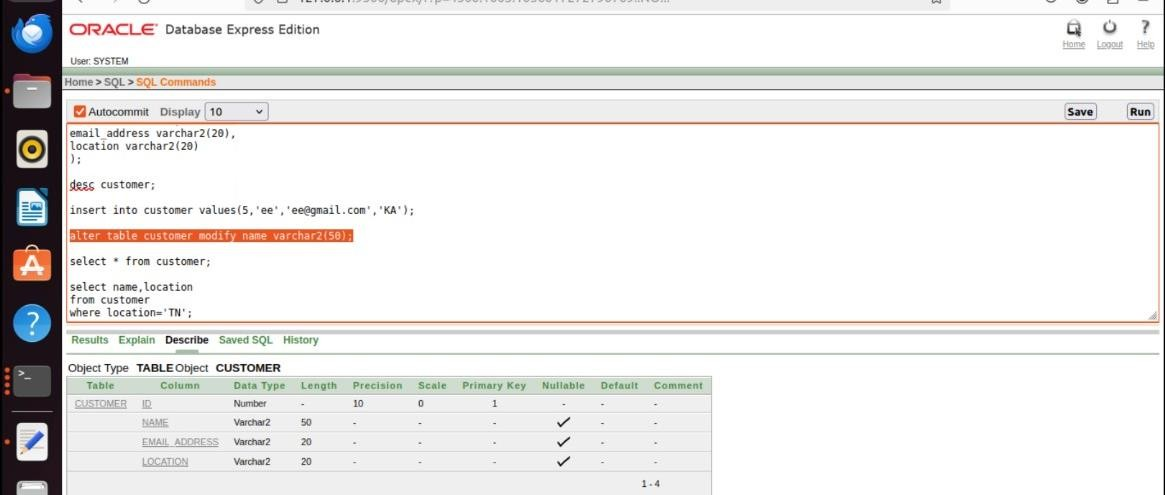 ORACLE Database Express Edition
Home Logout Help
User: SYSTEM
Home > SQL > SQL Commands
Autocommit Display 10 Save Run
email_address varchar2(20),
location varchar2(20)
);
desc customer;
insert into customer values(5,'ee','ee@gmail.com','KA');
alter table customer modify name varchar2(50);
select * from customer;
select name,location
from customer
where location='TN';
Results Explain Describe Saved SQL History
Object Type TABLE Object CUSTOMER
Table Column Data Type Length Precision Scale Primary Key Nullable Default Comment
CUSTOMER ID Number - 10 0 1 - - -
NAME Varchar2 50 - - - - -
EMAIL_ADDRESS Varchar2 20 - - - - -
LOCATION Varchar2 20 - - - - -
1 - 4